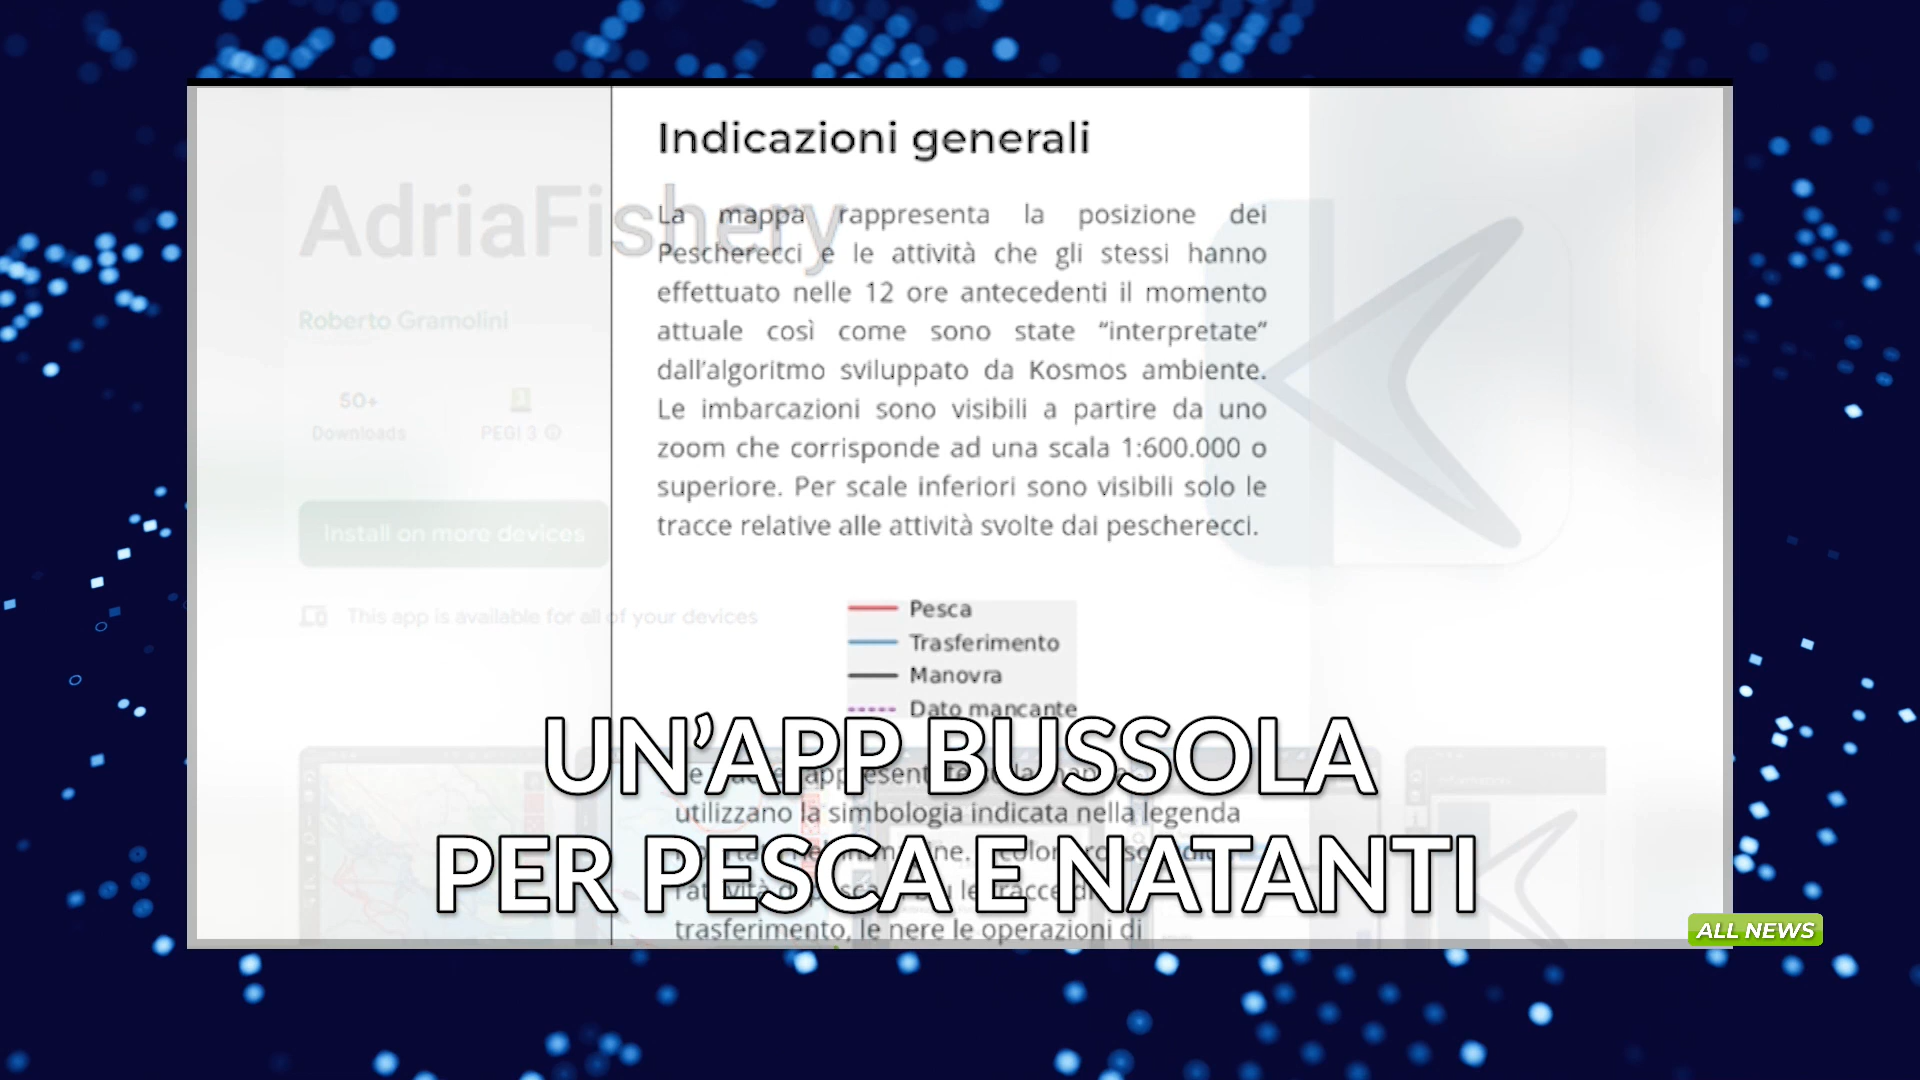 Indicazioni generali
AdriaFishery
La mappa rappresenta la posizione dei
Pescherecci e le attività che gli stessi hanno
effettuato nelle 12 ore antecedenti il momento
attuale così come sono state “interpretate”
dall’algoritmo sviluppato da Kosmos ambiente.
Le imbarcazioni sono visibili a partire da uno
zoom che corrisponde ad una scala 1:600.000 o
superiore. Per scale inferiori sono visibili solo le
tracce relative alle attività svolte dai pescherecci.
Roberto Gramolini
50+
Downloads
PEGI 3
Install on more devices
This app is available for all of your devices
Pesca
Trasferimento
Manovra
Dato mancante
UN’APP BUSSOLA
utilizzano la simbologia indicata nella legenda
PER PESCA E NATANTI
trasferimento, le nere le operazioni di
ALL NEWS